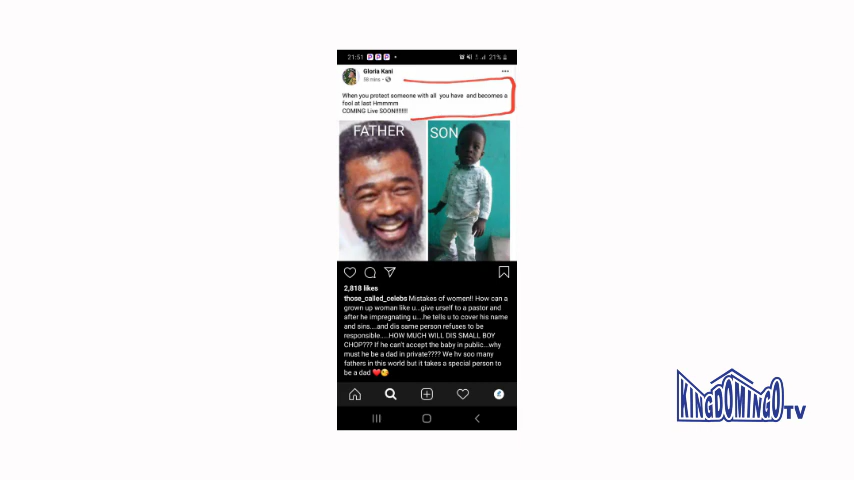 21:51
21%
Gloria Kani
59 mins
When you protect someone with all you have and becomes a
fool at last Hmmmm
COMING Live SOON!!!!!!!!!
FATHER
SON
2,818 likes
those_called_celebs Mistakes of women!! How can a
grown up woman like u...give urself to a pastor and
after he impregnating u....he tells u to cover his name
and sins....and dis same person refuses to be
responsible.....HOW MUCH WILL DIS SMALL BOY
CHOP??? If he can't accept the baby in public...why
must he be a dad in private???? We hv soo many
fathers in this world but it takes a special person to
be a dad
KINGDOMINGO TV